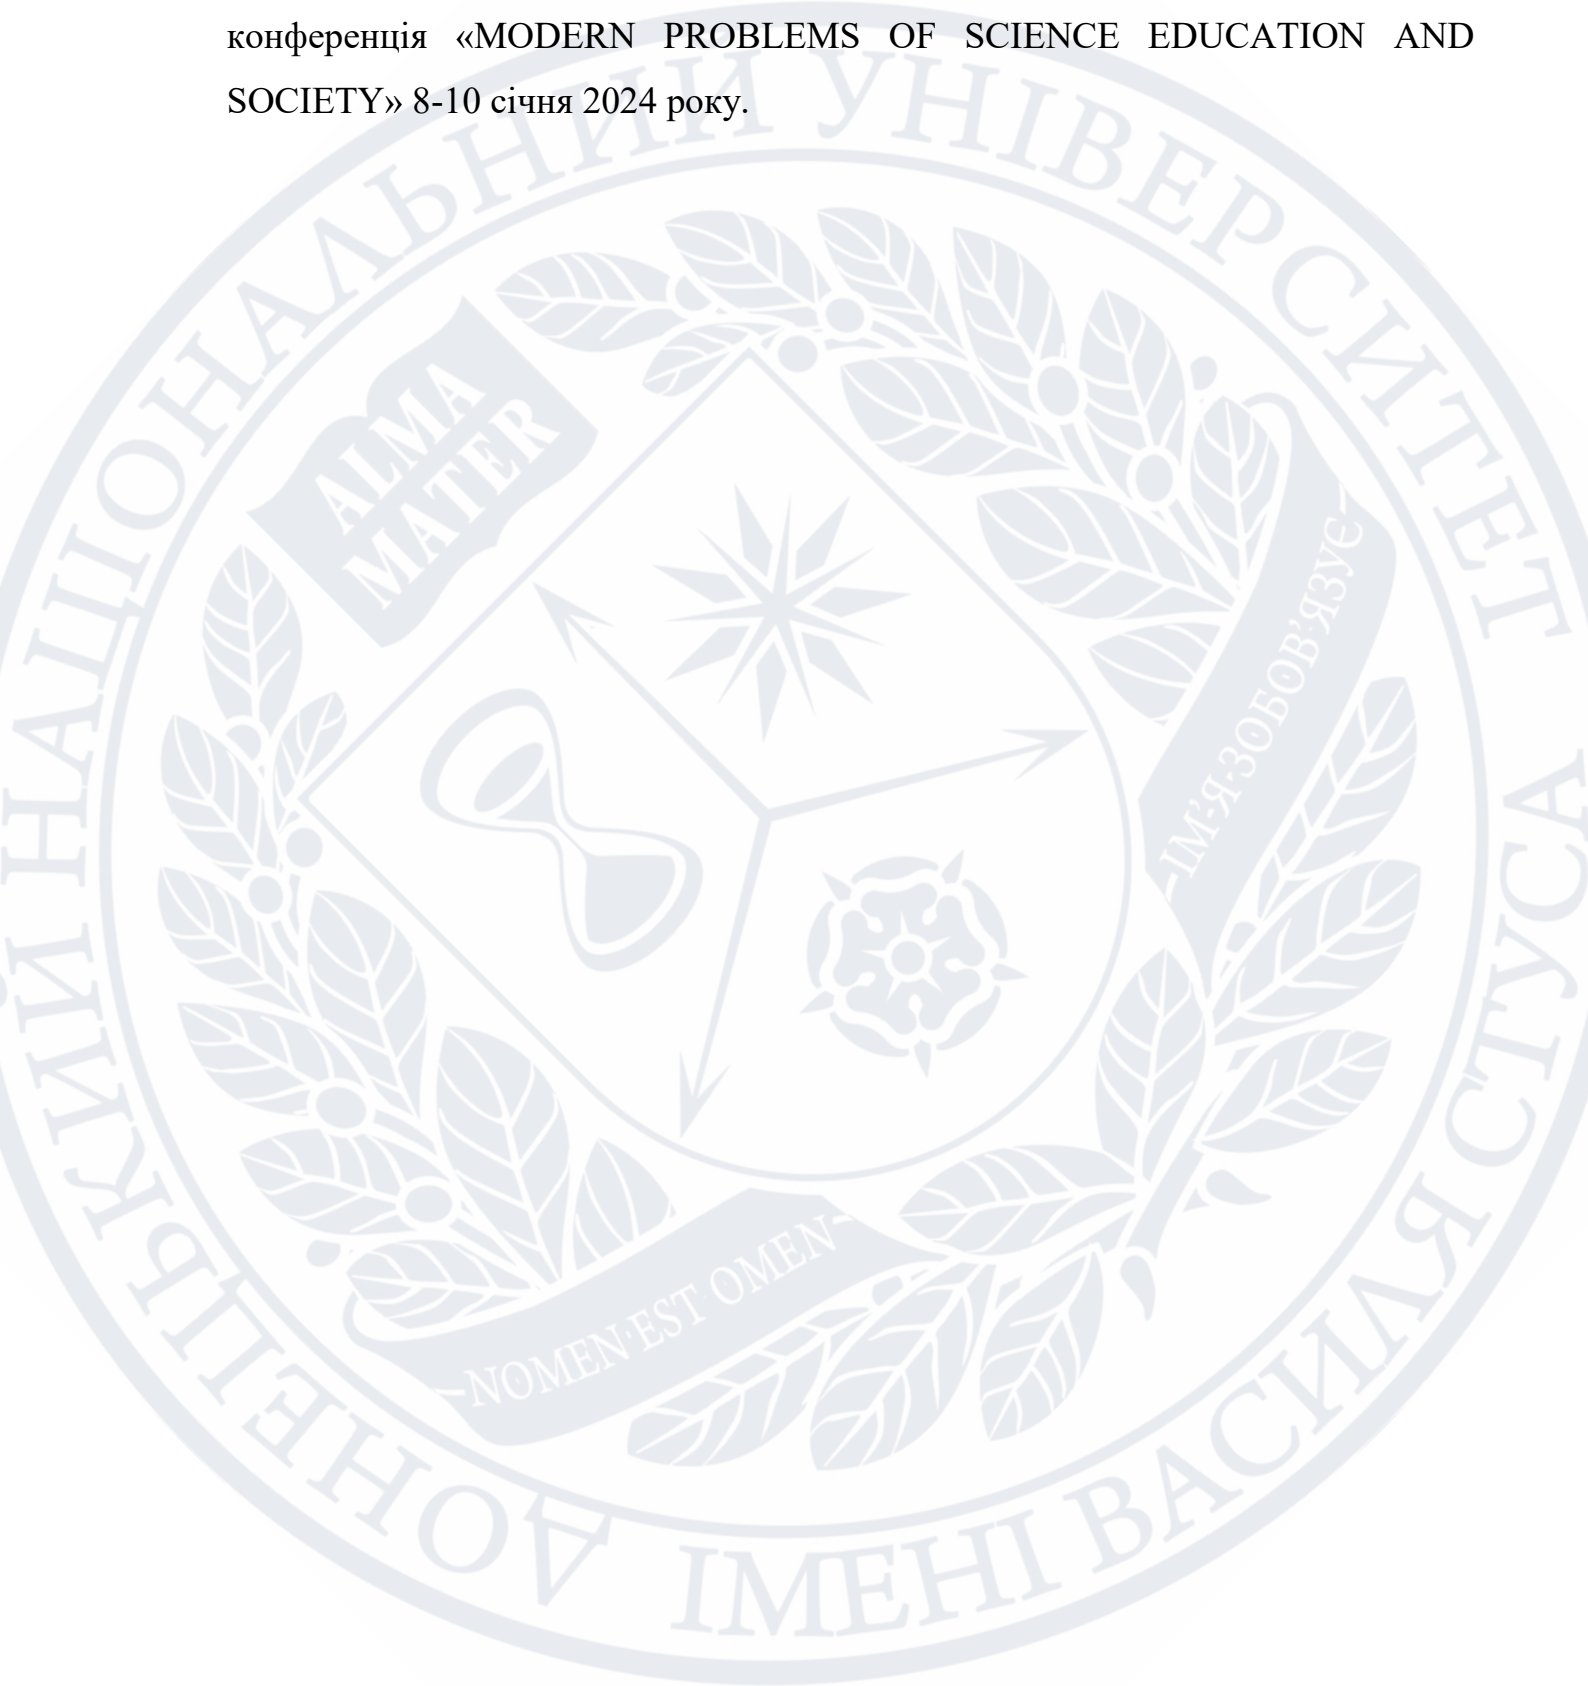 конференція «MODERN PROBLEMS OF SCIENCE EDUCATION AND
SOCIETY» 8-10 січня 2024 року.
ДОНЕЦЬКИЙ НАЦІОНАЛЬНИЙ УНІВЕРСИТЕТ
ІМЕНІ ВАСИЛЯ СТУСА
ALMA
MATER
ІМ'Я ЗОБОВ'ЯЗУЄ
NOMEN EST OMEN